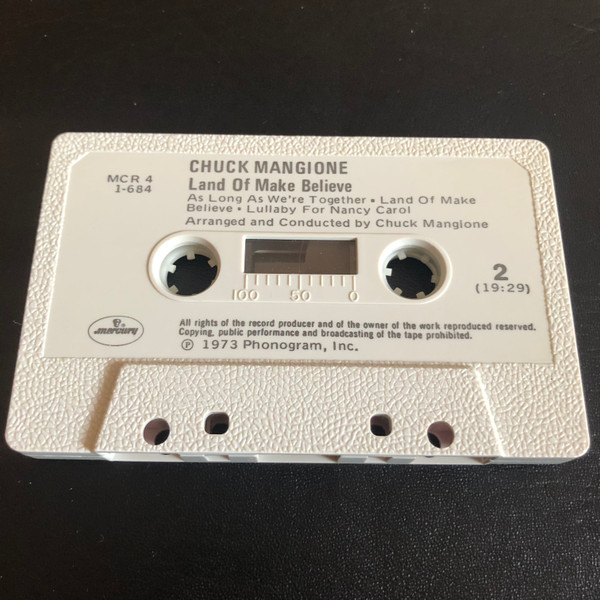 MCR 4
1-684
CHUCK MANGIONE
Land Of Make Believe
As Long As We're Together • Land Of Make
Believe • Lullaby For Nancy Carol
Arranged and Conducted by Chuck Mangione
100 50 0
2
(19:29)
mercury
All rights of the record producer and of the owner of the work reproduced reserved.
Copying, public performance and broadcasting of the tape prohibited.
℗ 1973 Phonogram, Inc.